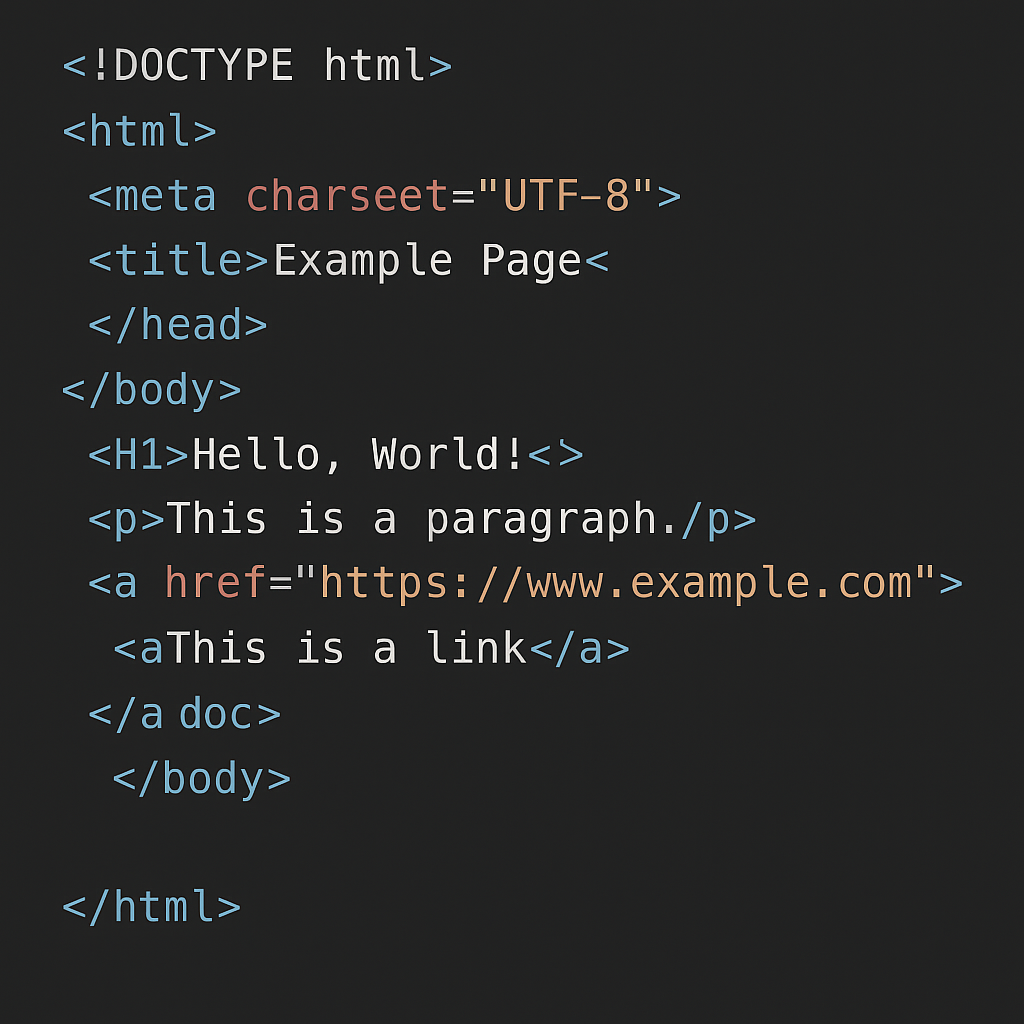 <!DOCTYPE html>
<html>
<meta charseet="UTF-8">
<title>Example Page<
</head>
</body>
<H1>Hello, World!<>
<p>This is a paragraph./p>
<a href="https://www.example.com">
<aThis is a link</a>
</a doc>
</body>
</html>